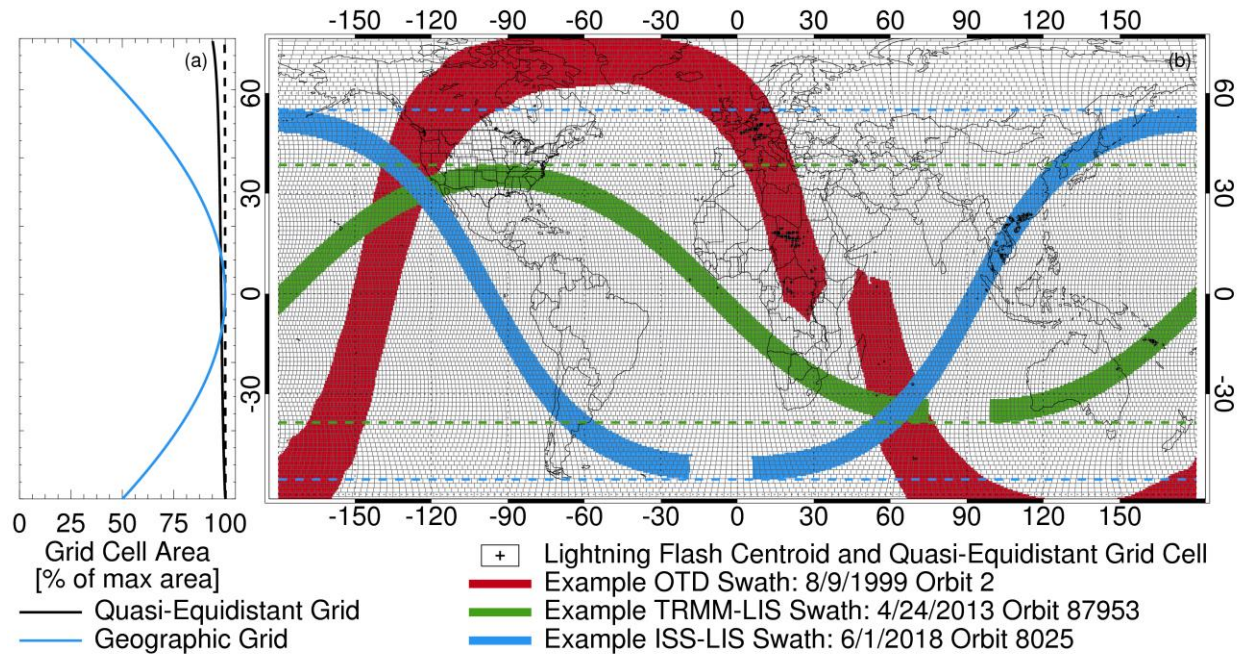 -150 -120 -90 -60 -30 0 30 60 90 120 150
(a)
(b)
60
30
0
-30
60
30
0
-30
-150 -120 -90 -60 -30 0 30 60 90 120 150
0 25 50 75 100
Grid Cell Area
[% of max area]
Quasi-Equidistant Grid
Geographic Grid
+ Lightning Flash Centroid and Quasi-Equidistant Grid Cell
Example OTD Swath: 8/9/1999 Orbit 2
Example TRMM-LIS Swath: 4/24/2013 Orbit 87953
Example ISS-LIS Swath: 6/1/2018 Orbit 8025